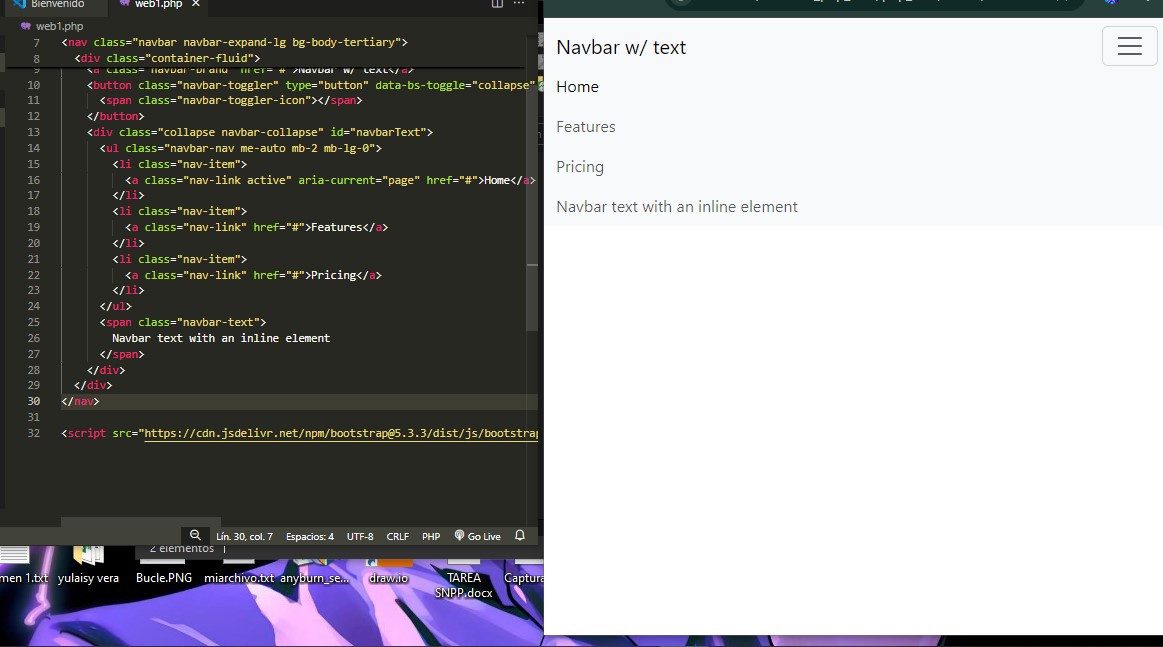 Bienvenido
web1.php
web1.php
7 <nav class="navbar navbar-expand-lg bg-body-tertiary">
8 <div class="container-fluid">
9 <a class="navbar-brand" href="#">Navbar w/ text</a>
10 <button class="navbar-toggler" type="button" data-bs-toggle="collapse"
11 <span class="navbar-toggler-icon"></span>
12 </button>
13 <div class="collapse navbar-collapse" id="navbarText">
14 <ul class="navbar-nav me-auto mb-2 mb-lg-0">
15 <li class="nav-item">
16 <a class="nav-link active" aria-current="page" href="#">Home</a>
17 </li>
18 <li class="nav-item">
19 <a class="nav-link" href="#">Features</a>
20 </li>
21 <li class="nav-item">
22 <a class="nav-link" href="#">Pricing</a>
23 </li>
24 </ul>
25 <span class="navbar-text">
26 Navbar text with an inline element
27 </span>
28 </div>
29 </div>
30 </nav>
31
32 <script src="https://cdn.jsdelivr.net/npm/bootstrap@5.3.3/dist/js/bootstrap
Lín. 30, col. 7 Espacios: 4 UTF-8 CRLF PHP Go Live
2 elementos
men 1.txt yulaisy vera Bucle.PNG miarchivo.txt anyburn_se... draw.io TAREA SNPP.docx Captura
Navbar w/ text
Home
Features
Pricing
Navbar text with an inline element